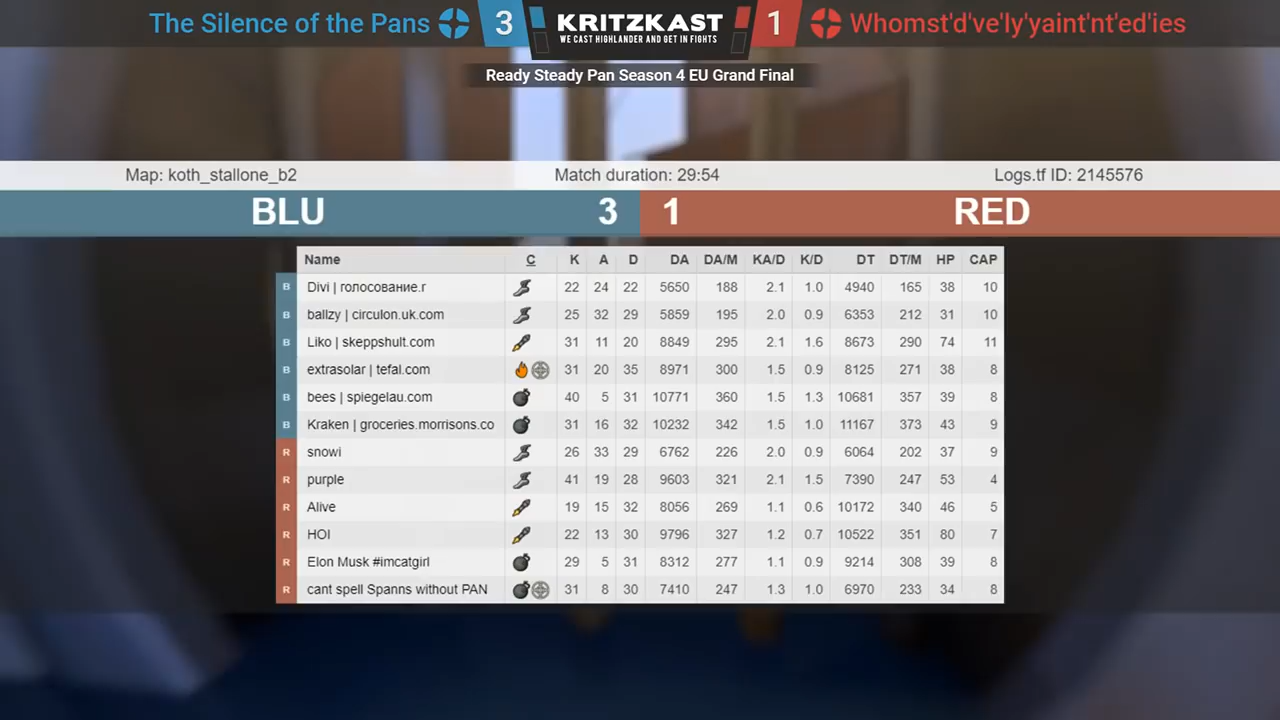 The Silence of the Pans 3 KRITZKAST 1 Whomst'd've'ly'yaint'nt'ed'ies
WE CAST HIGHLANDER AND GET IN FIGHTS
Ready Steady Pan Season 4 EU Grand Final
Map: koth_stallone_b2 Match duration: 29:54 Logs.tf ID: 2145576
BLU 3 1 RED
Name C K A D DA DA/M KA/D K/D DT DT/M HP CAP
B Divi | голосование.r 22 24 22 5650 188 2.1 1.0 4940 165 38 10
B ballzy | circulon.uk.com 25 32 29 5859 195 2.0 0.9 6353 212 31 10
B Liko | skeppshult.com 31 11 20 8849 295 2.1 1.6 8673 290 74 11
B extrasolar | tefal.com 31 20 35 8971 300 1.5 0.9 8125 271 38 8
B bees | spiegelau.com 40 5 31 10771 360 1.5 1.3 10681 357 39 8
B Kraken | groceries.morrisons.co 31 16 32 10232 342 1.5 1.0 11167 373 43 9
R snowi 26 33 29 6762 226 2.0 0.9 6064 202 37 9
R purple 41 19 28 9603 321 2.1 1.5 7390 247 53 4
R Alive 19 15 32 8056 269 1.1 0.6 10172 340 46 5
R HOI 22 13 30 9796 327 1.2 0.7 10522 351 80 7
R Elon Musk #imcatgirl 29 5 31 8312 277 1.1 0.9 9214 308 39 8
R cant spell Spanns without PAN 31 8 30 7410 247 1.3 1.0 6970 233 34 8